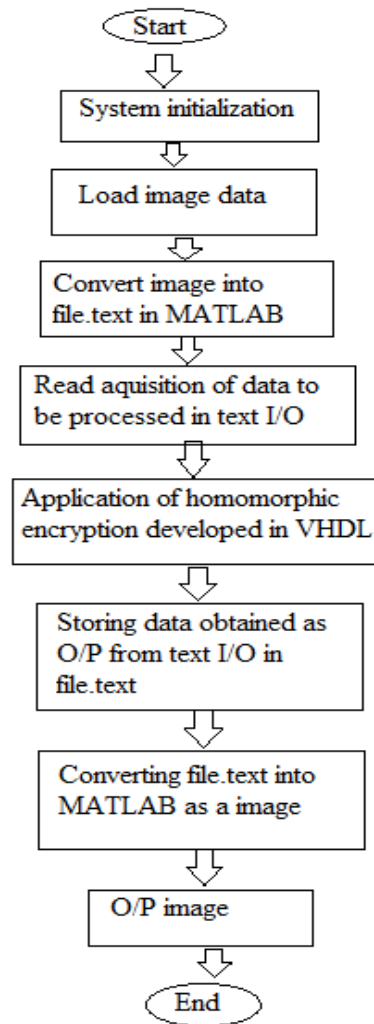 Start
System initialization
Load image data
Convert image into
file.text in MATLAB
Read aquisition of data to
be processed in text I/O
Application of homomorphic
encryption developed in VHDL
Storing data obtained as
O/P from text I/O in
file.text
Converting file.text into
MATLAB as a image
O/P image
End